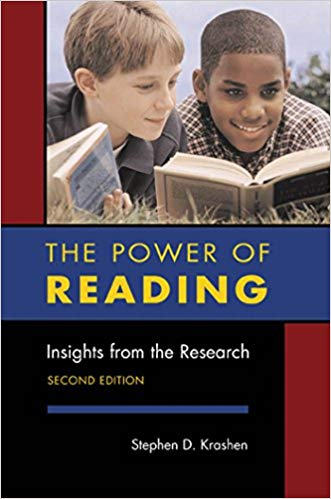 THE POWER OF
READING
Insights from the Research
SECOND EDITION
Stephen D. Krashen